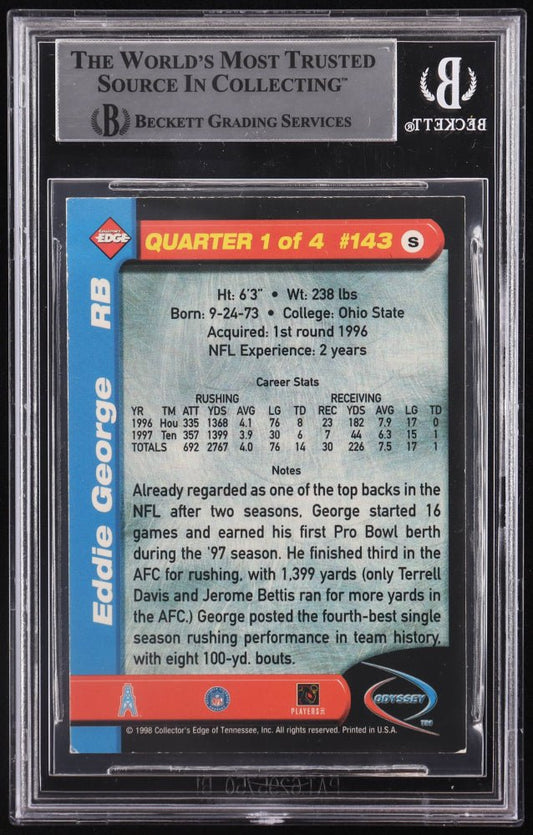 THE WORLD'S MOST TRUSTED
SOURCE IN COLLECTING™
B BECKETT GRADING SERVICES
B
BECKETT®
COLLECTOR'S EDGE
QUARTER 1 of 4 #143 S
Eddie George RB
Ht: 6'3" • Wt: 238 lbs
Born: 9-24-73 • College: Ohio State
Acquired: 1st round 1996
NFL Experience: 2 years
Career Stats
RUSHING RECEIVING
YR TM ATT YDS AVG LG TD REC YDS AVG LG TD
1996 Hou 335 1368 4.1 76 8 23 182 7.9 17 0
1997 Ten 357 1399 3.9 30 6 7 44 6.3 15 1
TOTALS 692 2767 4.0 76 14 30 226 7.5 17 1
Notes
Already regarded as one of the top backs in the
NFL after two seasons, George started 16
games and earned his first Pro Bowl berth
during the '97 season. He finished third in the
AFC for rushing, with 1,399 yards (only Terrell
Davis and Jerome Bettis ran for more yards in
the AFC.) George posted the fourth-best single
season rushing performance in team history,
with eight 100-yd. bouts.
PLAYERS
ODYSSEY
TM
© 1998 Collector's Edge of Tennessee, Inc. All rights reserved. Printed in U.S.A.